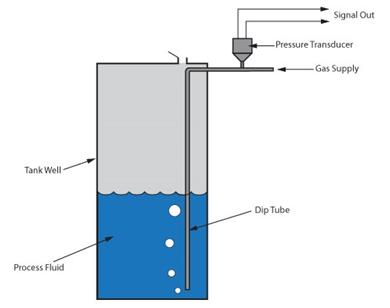 Signal Out
Pressure Transducer
Gas Supply
Tank Well
Dip Tube
Process Fluid